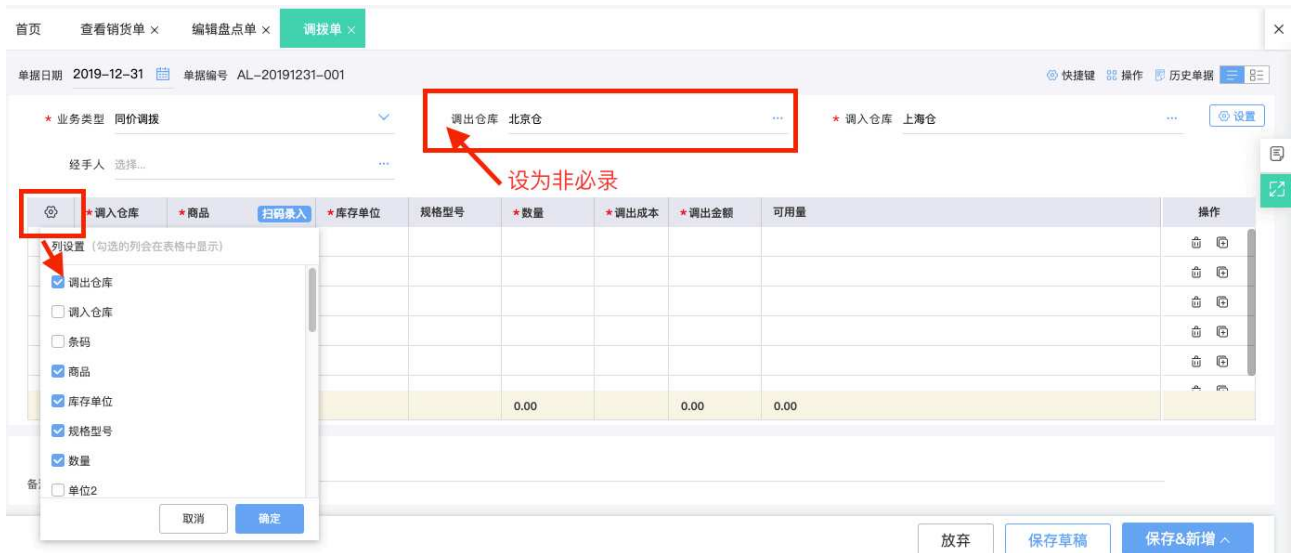 首页 查看销货单 × 编辑盘点单 × 调拨单 × ×
单据日期 2019-12-31 单据编号 AL-20191231-001 快捷键 操作 历史单据
* 业务类型 同价调拨 调出仓库 北京仓 ... * 调入仓库 上海仓 ... 设置
经手人 选择... ...
设为非必录
*调入仓库 *商品 扫码录入 *库存单位 规格型号 *数量 *调出成本 *调出金额 可用量 操作
列设置 (勾选的列会在表格中显示)
调出仓库
调入仓库
条码
商品
库存单位
0.00 0.00 0.00
规格型号
数量
备
单位2
取消 确定
放弃 保存草稿 保存&新增